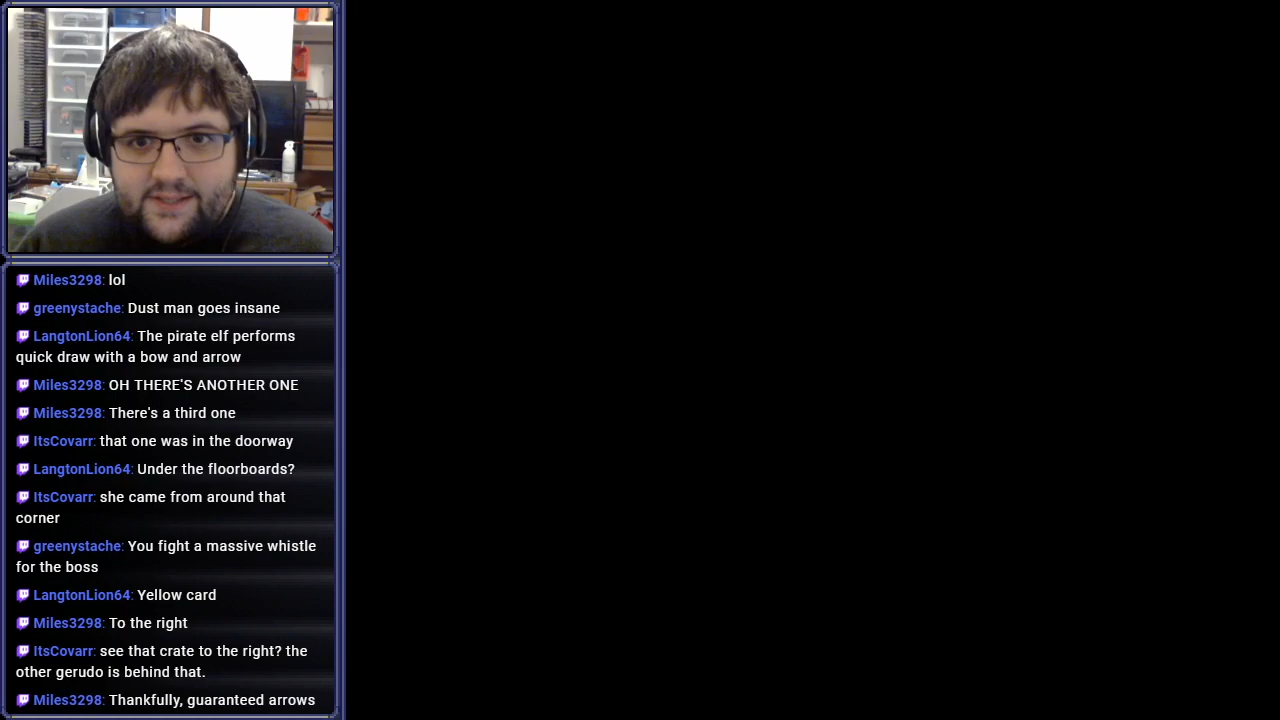 Miles3298: lol
greenystache: Dust man goes insane
LangtonLion64: The pirate elf performs
quick draw with a bow and arrow
Miles3298: OH THERE'S ANOTHER ONE
Miles3298: There's a third one
ItsCovarr: that one was in the doorway
LangtonLion64: Under the floorboards?
ItsCovarr: she came from around that
corner
greenystache: You fight a massive whistle
for the boss
LangtonLion64: Yellow card
Miles3298: To the right
ItsCovarr: see that crate to the right? the
other gerudo is behind that.
Miles3298: Thankfully, guaranteed arrows